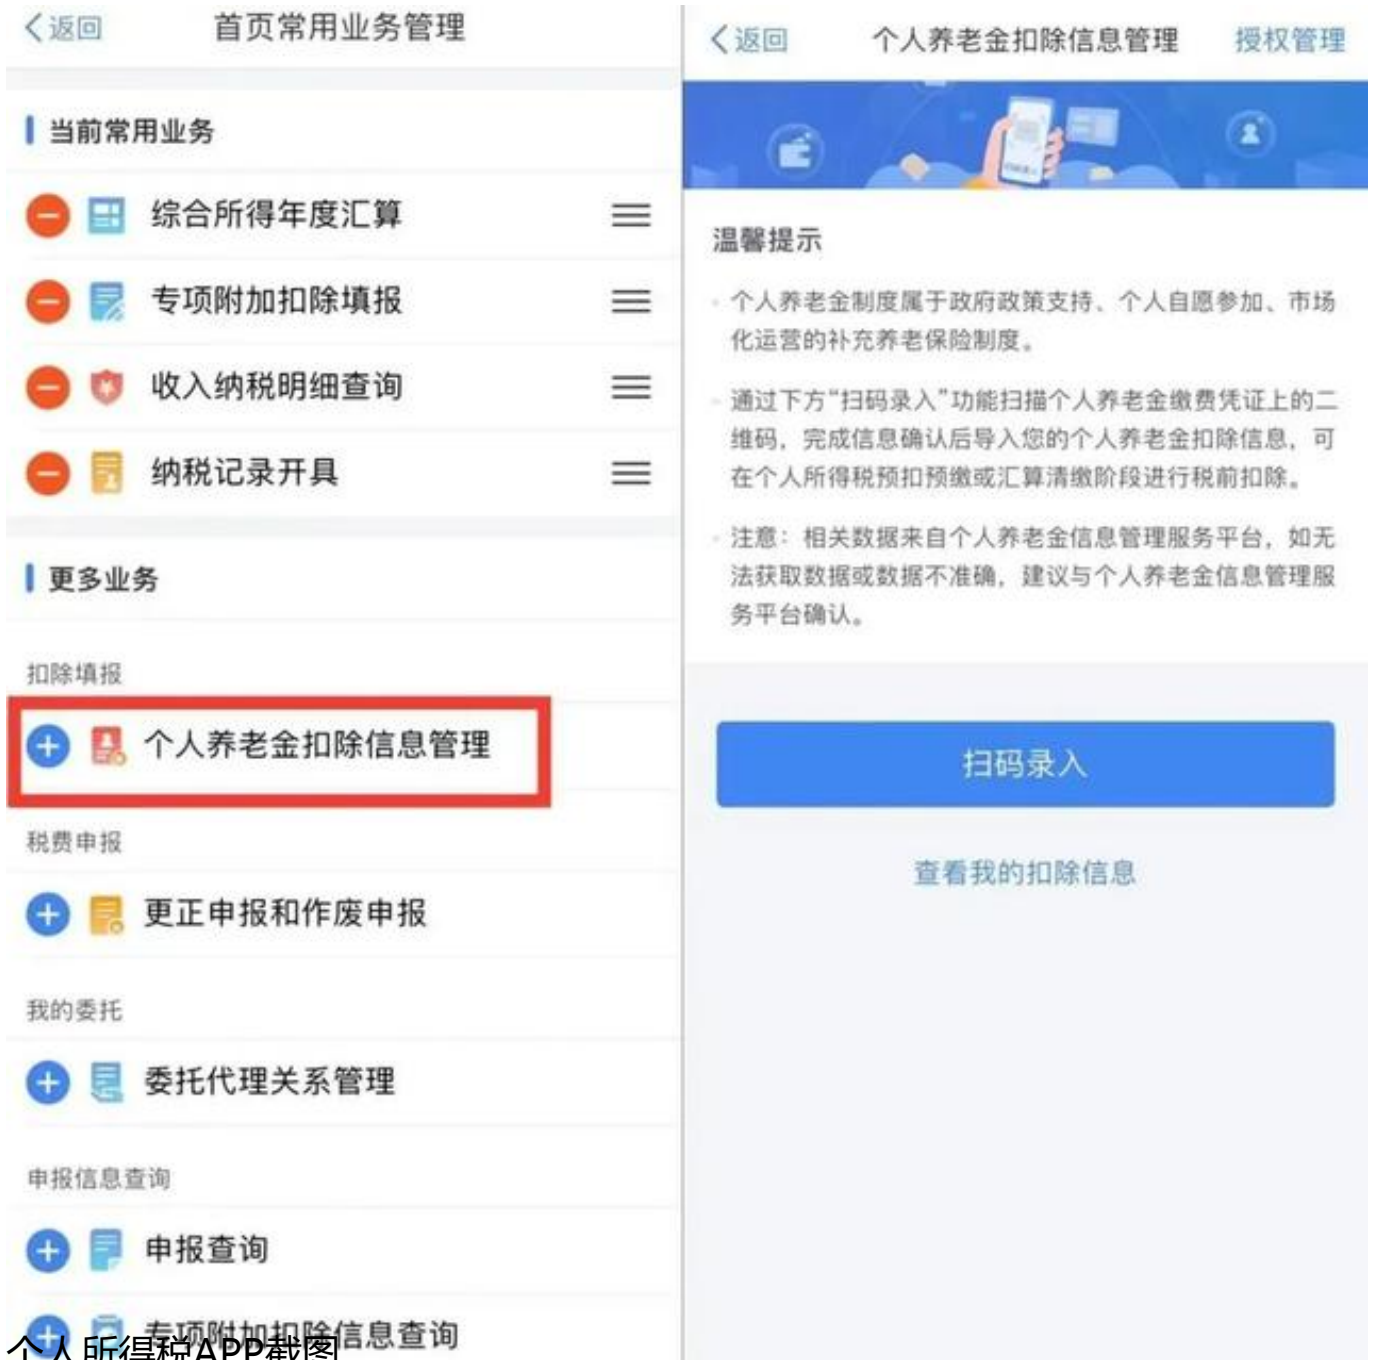 返回
首页常用业务管理
当前常用业务
综合所得年度汇算
专项附加扣除填报
收入纳税明细查询
纳税记录开具
更多业务
扣除填报
个人养老金扣除信息管理
税费申报
更正申报和作废申报
我的委托
委托代理关系管理
申报信息查询
申报查询
专项附加扣除信息查询
个人所得税APP截图
返回
个人养老金扣除信息管理
授权管理
温馨提示
个人养老金制度属于政府政策支持、个人自愿参加、市场
化运营的补充养老保险制度。
通过下方“扫码录入”功能扫描个人养老金缴费凭证上的二
维码，完成信息确认后导入您的个人养老金扣除信息，可
在个人所得税预扣预缴或汇算清缴阶段进行税前扣除。
注意：相关数据来自个人养老金信息管理服务平台，如无
法获取数据或数据不准确，建议与个人养老金信息管理服
务平台确认。
扫码录入
查看我的扣除信息